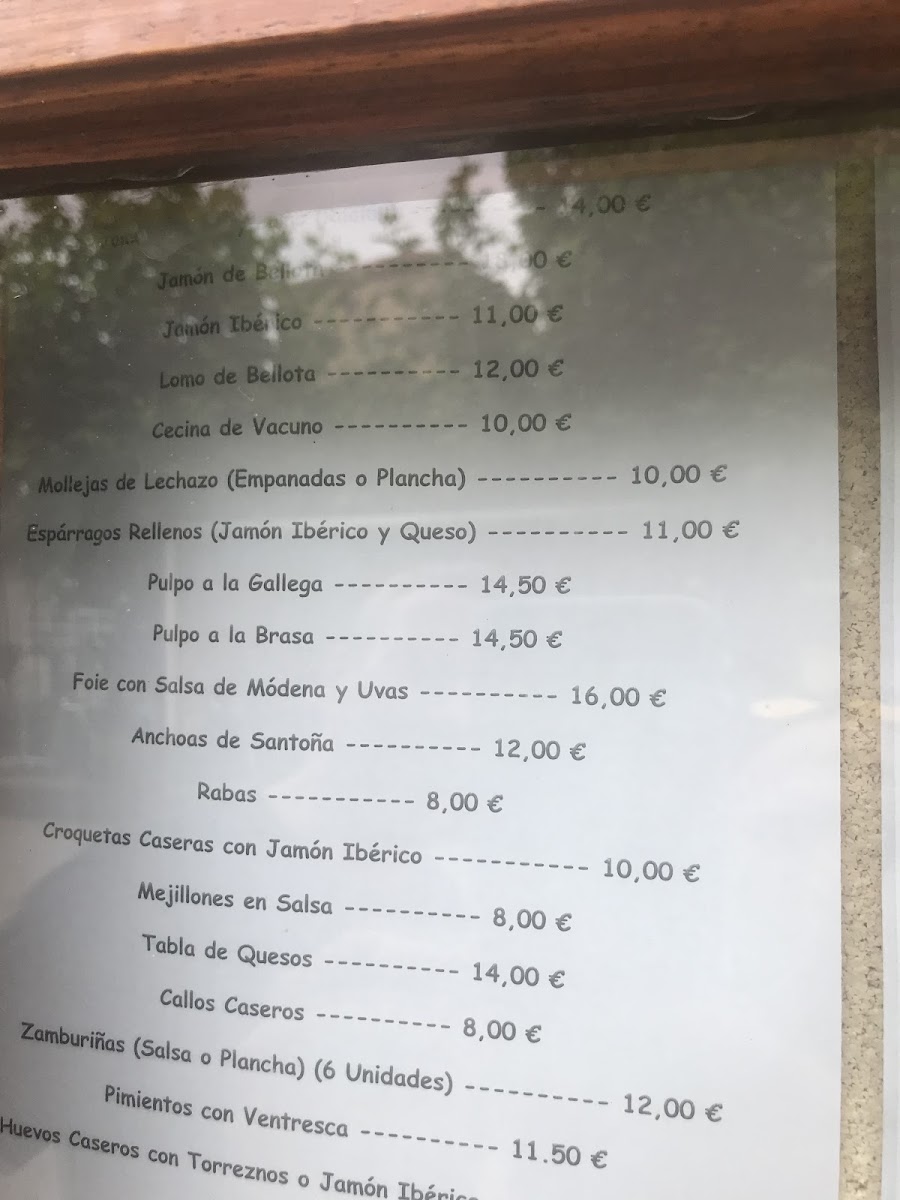 14,00 €
Jamón de Bellota ----------
Jamón Ibérico ----------- 11,00 €
Lomo de Bellota ---------- 12,00 €
Cecina de Vacuno ---------- 10,00 €
Mollejas de Lechazo (Empanadas o Plancha) ---------- 10,00 €
Espárragos Rellenos (Jamón Ibérico y Queso) ---------- 11,00 €
Pulpo a la Gallega ---------- 14,50 €
Pulpo a la Brasa ---------- 14,50 €
Foie con Salsa de Módena y Uvas ---------- 16,00 €
Anchoas de Santoña ---------- 12,00 €
Rabas ----------- 8,00 €
Croquetas Caseras con Jamón Ibérico ----------- 10,00 €
Mejillones en Salsa ---------- 8,00 €
Tabla de Quesos ---------- 14,00 €
Callos Caseros ---------- 8,00 €
Zamburiñas (Salsa o Plancha) (6 Unidades) ---------- 12,00 €
Pimientos con Ventresca ---------- 11.50 €
Huevos Caseros con Torreznos o Jamón Ibérico